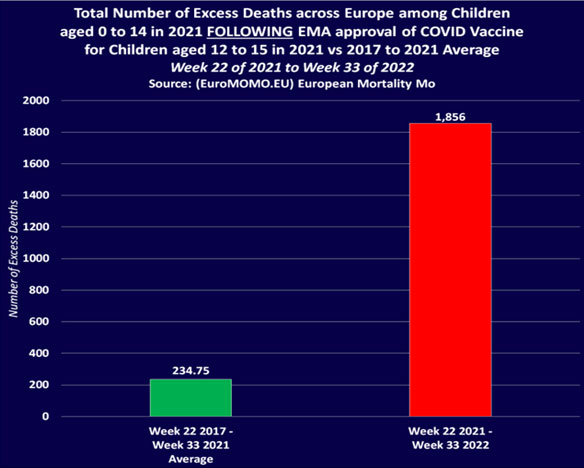 Total Number of Excess Deaths across Europe among Children
aged 0 to 14 in 2021 FOLLOWING EMA approval of COVID Vaccine
for Children aged 12 to 15 in 2021 vs 2017 to 2021 Average
Week 22 of 2021 to Week 33 of 2022
Source: (EuroMOMO.EU) European Mortality Mo
Number of Excess Deaths
2000
1800
1600
1400
1200
1000
800
600
400
200
0
234.75
1,856
Week 22 2017 -
Week 33 2021
Average
Week 22 2021 -
Week 33 2022